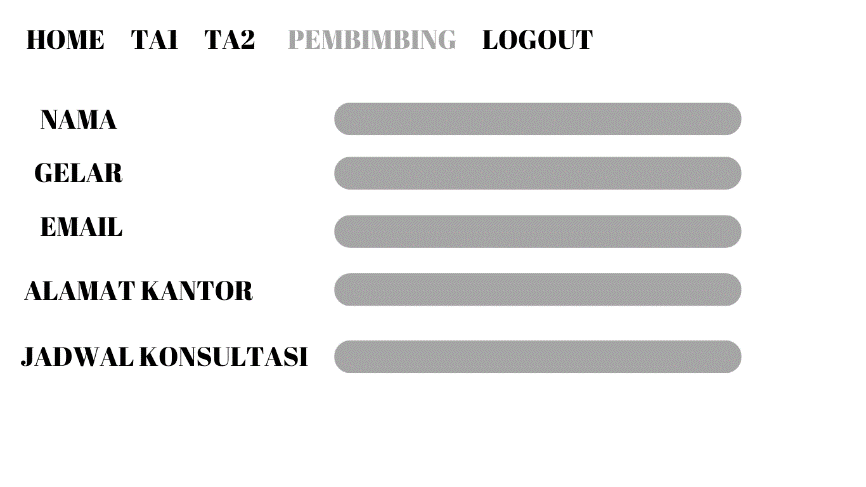 HOME TA1 TA2 PEMBIMBING LOGOUT
NAMA
GELAR
EMAIL
ALAMAT KANTOR
JADWAL KONSULTASI